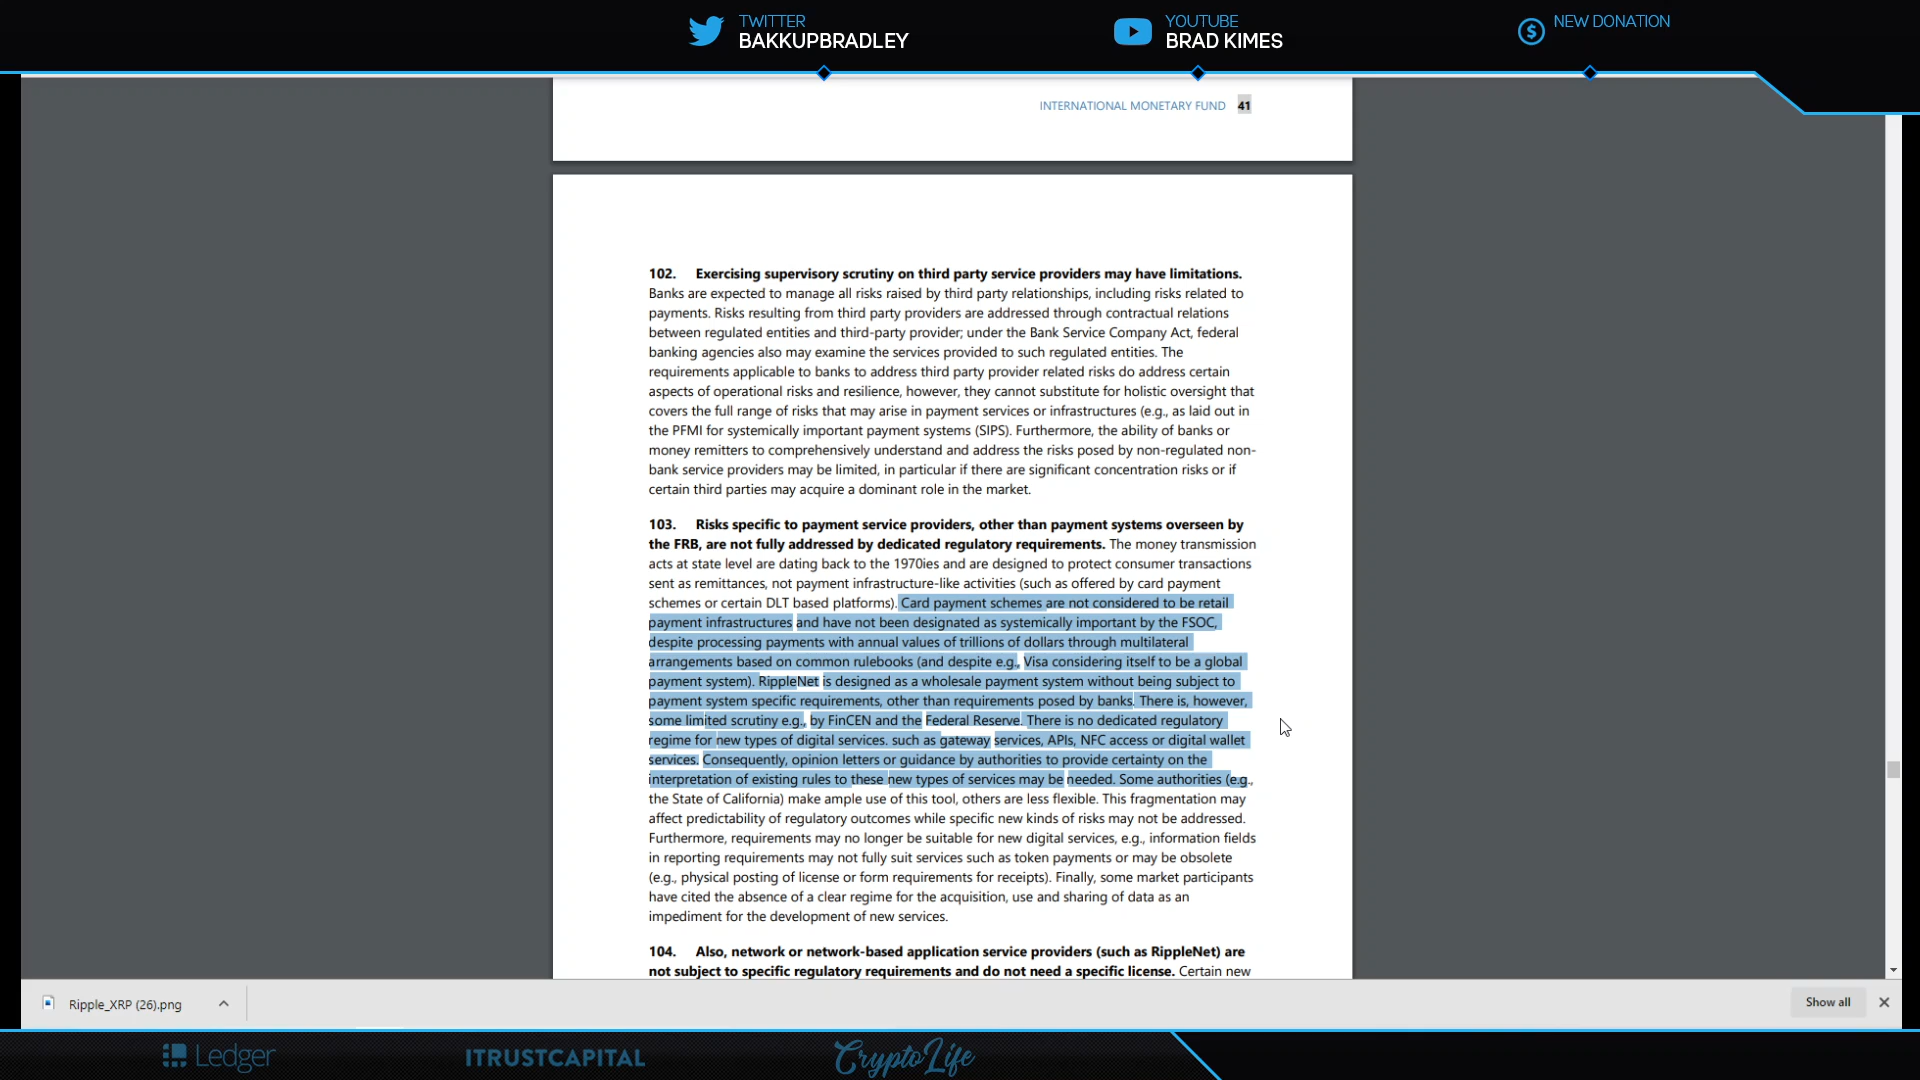 TWITTER
BAKKUPBRADLEY
YOUTUBE
BRAD KIMES
NEW DONATION
INTERNATIONAL MONETARY FUND 41
102. Exercising supervisory scrutiny on third party service providers may have limitations.
Banks are expected to manage all risks raised by third party relationships, including risks related to
payments. Risks resulting from third party providers are addressed through contractual relations
between regulated entities and third-party provider; under the Bank Service Company Act, federal
banking agencies also may examine the services provided to such regulated entities. The
requirements applicable to banks to address third party provider related risks do address certain
aspects of operational risks and resilience, however, they cannot substitute for holistic oversight that
covers the full range of risks that may arise in payment services or infrastructures (e.g., as laid out in
the PFMI for systemically important payment systems (SIPS). Furthermore, the ability of banks or
money remitters to comprehensively understand and address the risks posed by non-regulated non-
bank service providers may be limited, in particular if there are significant concentration risks or if
certain third parties may acquire a dominant role in the market.
103. Risks specific to payment service providers, other than payment systems overseen by
the FRB, are not fully addressed by dedicated regulatory requirements. The money transmission
acts at state level are dating back to the 1970ies and are designed to protect consumer transactions
sent as remittances, not payment infrastructure-like activities (such as offered by card payment
schemes or certain DLT based platforms). Card payment schemes are not considered to be retail
payment infrastructures and have not been designated as systemically important by the FSOC,
despite processing payments with annual values of trillions of dollars through multilateral
arrangements based on common rulebooks (and despite e.g., Visa considering itself to be a global
payment system). RippleNet is designed as a wholesale payment system without being subject to
payment system specific requirements, other than requirements posed by banks. There is, however,
some limited scrutiny e.g., by FinCEN and the Federal Reserve. There is no dedicated regulatory
regime for new types of digital services. such as gateway services, APIs, NFC access or digital wallet
services. Consequently, opinion letters or guidance by authorities to provide certainty on the
interpretation of existing rules to these new types of services may be needed. Some authorities (e.g.,
the State of California) make ample use of this tool, others are less flexible. This fragmentation may
affect predictability of regulatory outcomes while specific new kinds of risks may not be addressed.
Furthermore, requirements may no longer be suitable for new digital services, e.g., information fields
in reporting requirements may not fully suit services such as token payments or may be obsolete
(e.g., physical posting of license or form requirements for receipts). Finally, some market participants
have cited the absence of a clear regime for the acquisition, use and sharing of data as an
impediment for the development of new services.
104. Also, network or network-based application service providers (such as RippleNet) are
not subject to specific regulatory requirements and do not need a specific license. Certain new
Ripple_XRP (26).png
Show all
Ledger
ITRUSTCAPITAL
CryptoLife